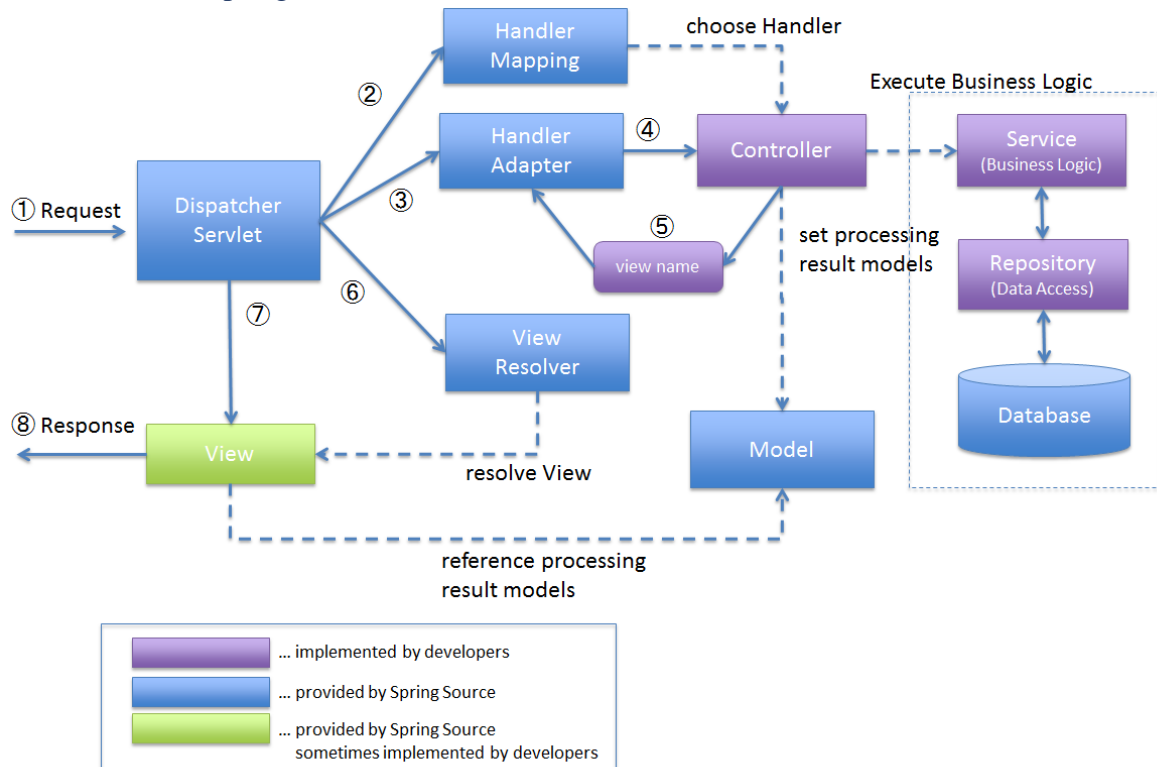 Handler
Mapping
choose Handler
②
Execute Business Logic
③
Handler
Adapter
④
Controller
Service
(Business Logic)
① Request
Dispatcher
Servlet
⑤
view name
set processing
result models
Repository
(Data Access)
⑥
⑦
View
Resolver
Database
⑧ Response
View
resolve View
Model
reference processing
result models
... implemented by developers
... provided by Spring Source
... provided by Spring Source
sometimes implemented by developers